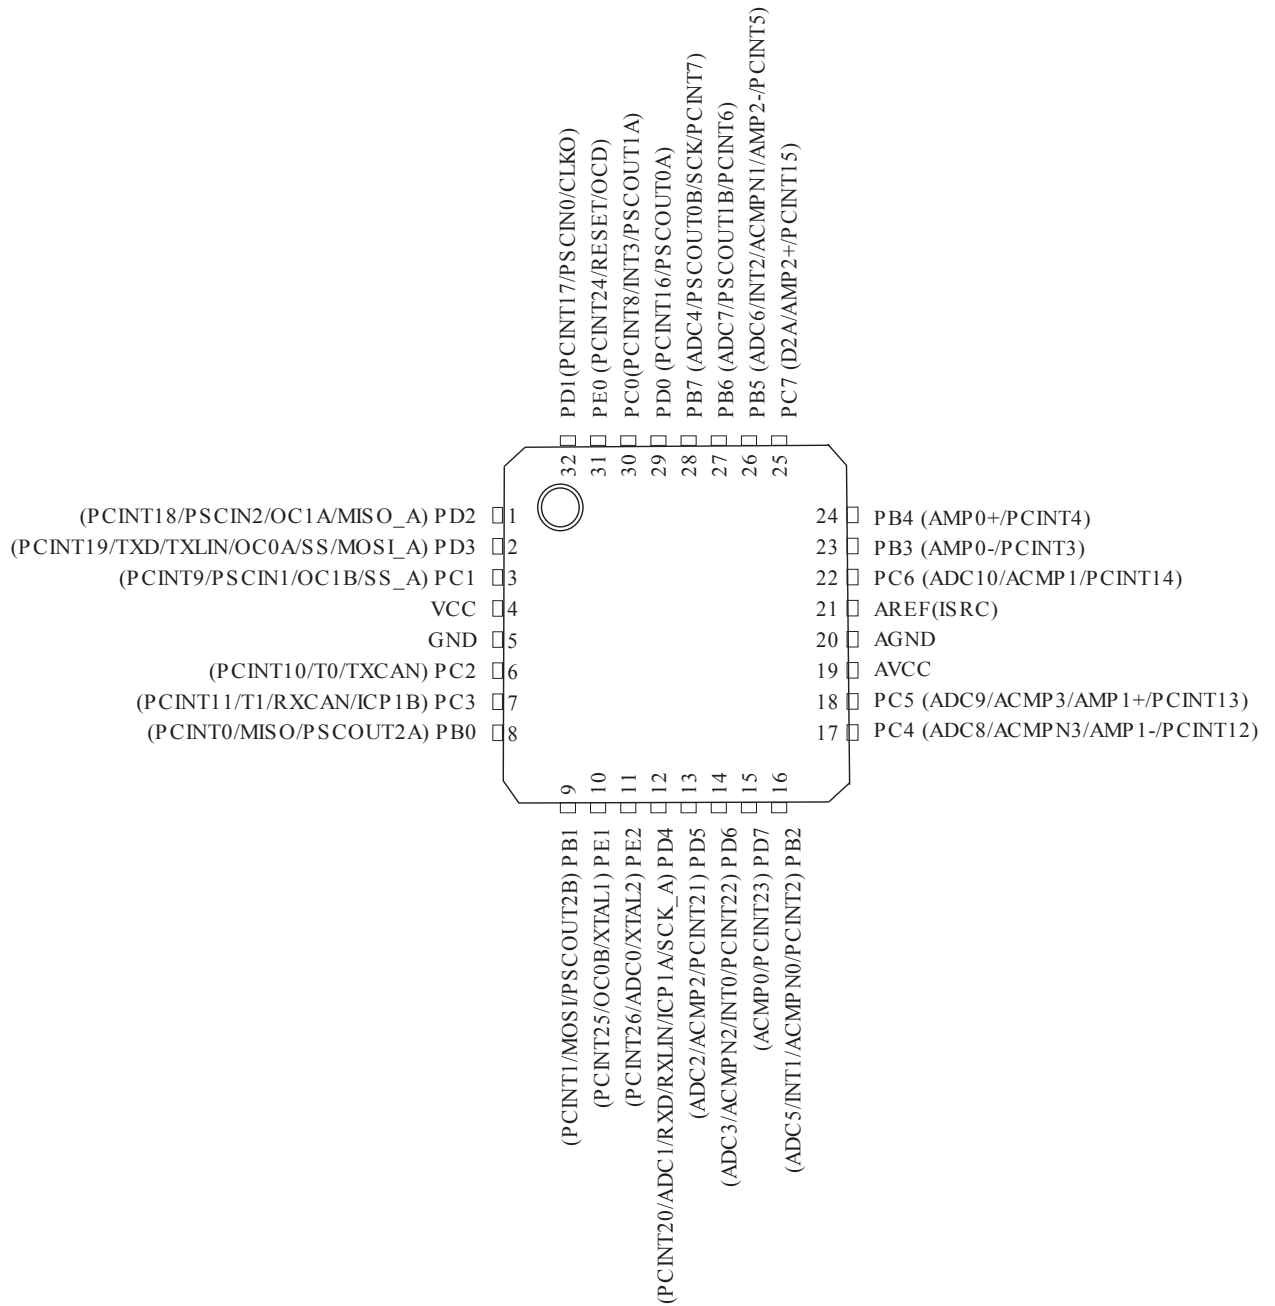 PD1(PCINT17/PSCIN0/CLKO)
PE0 (PCINT24/RESET/OCD)
PC0(PCINT8/INT3/PSCOUT1A)
PD0 (PCINT16/PSCOUT0A)
PB7 (ADC4/PSCOUT0B/SCK/PCINT7)
PB6 (ADC7/PSCOUT1B/PCINT6)
PB5 (ADC6/INT2/ACMPN1/AMP2-/PCINT5)
PC7 (D2A/AMP2+/PCINT15)
32
31
30
29
28
27
26
25
(PCINT18/PSCIN2/OC1A/MISO_A) PD2 1
(PCINT19/TXD/TXLIN/OC0A/SS/MOSI_A) PD3 2
(PCINT9/PSCIN1/OC1B/SS_A) PC1 3
VCC 4
GND 5
(PCINT10/T0/TXCAN) PC2 6
(PCINT11/T1/RXCAN/ICP1B) PC3 7
(PCINT0/MISO/PSCOUT2A) PB0 8
24 PB4 (AMP0+/PCINT4)
23 PB3 (AMP0-/PCINT3)
22 PC6 (ADC10/ACMP1/PCINT14)
21 AREF(ISRC)
20 AGND
19 AVCC
18 PC5 (ADC9/ACMP3/AMP1+/PCINT13)
17 PC4 (ADC8/ACMPN3/AMP1-/PCINT12)
9
10
11
12
13
14
15
16
(PCINT1/MOSI/PSCOUT2B) PB1
(PCINT25/OC0B/XTAL1) PE1
(PCINT26/ADC0/XTAL2) PE2
(PCINT20/ADC1/RXD/RXLIN/ICP1A/SCK_A) PD4
(ADC2/ACMP2/PCINT21) PD5
(ADC3/ACMPN2/INT0/PCINT22) PD6
(ACMP0/PCINT23) PD7
(ADC5/INT1/ACMPN0/PCINT2) PB2